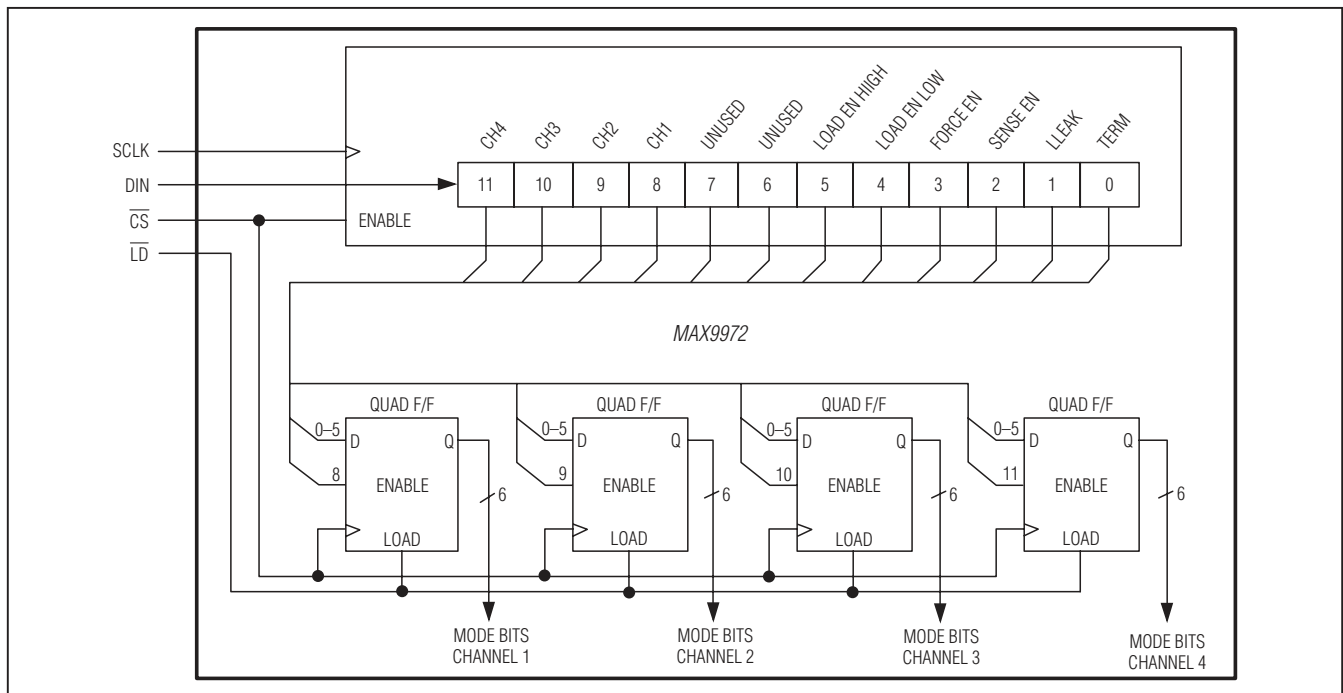 CH4 CH3 CH2 CH1 UNUSED UNUSED LOAD EN HIIGH LOAD EN LOW FORCE EN SENSE EN LLEAK TERM
SCLK
DIN
11 10 9 8 7 6 5 4 3 2 1 0
CS
ENABLE
LD
MAX9972
QUAD F/F QUAD F/F QUAD F/F QUAD F/F
0–5 D Q 0–5 D Q 0–5 D Q 0–5 D Q
8 ENABLE 6 9 ENABLE 6 10 ENABLE 6 11 ENABLE 6
LOAD LOAD LOAD LOAD
MODE BITS
CHANNEL 1
MODE BITS
CHANNEL 2
MODE BITS
CHANNEL 3
MODE BITS
CHANNEL 4